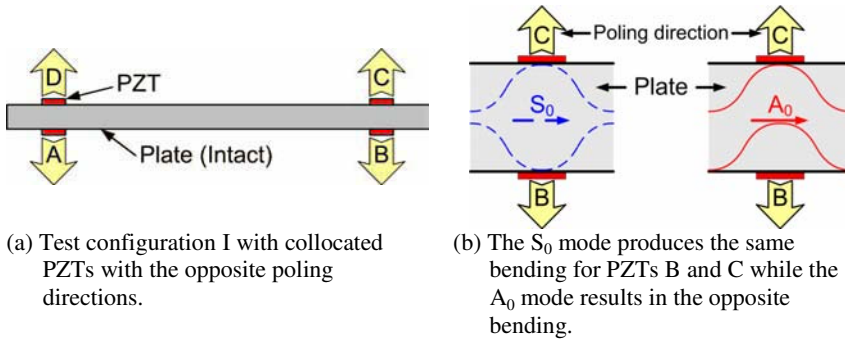 D
C
PZT
A
Plate (Intact)
B
(a) Test configuration I with collocated
PZTs with the opposite poling
directions.
C
Poling direction
C
Plate
S₀
A₀
B
B
(b) The S₀ mode produces the same
bending for PZTs B and C while the
A₀ mode results in the opposite
bending.